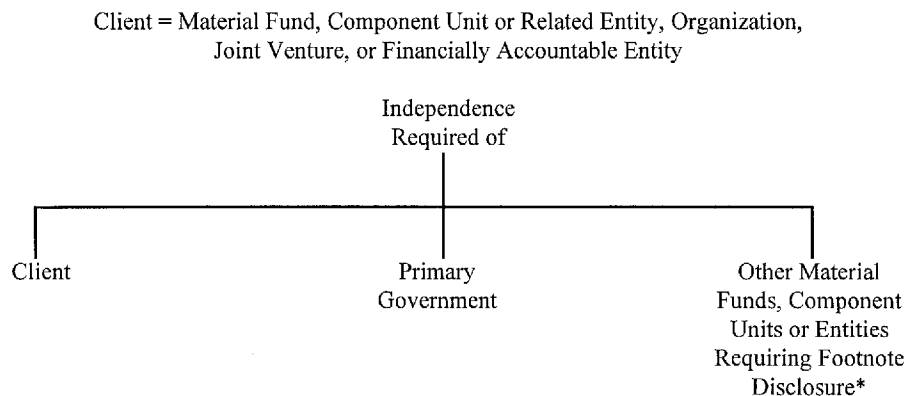 Client = Material Fund, Component Unit or Related Entity, Organization,
Joint Venture, or Financially Accountable Entity
Independence
Required of
Client
Primary
Government
Other Material
Funds, Component
Units or Entities
Requiring Footnote
Disclosure*